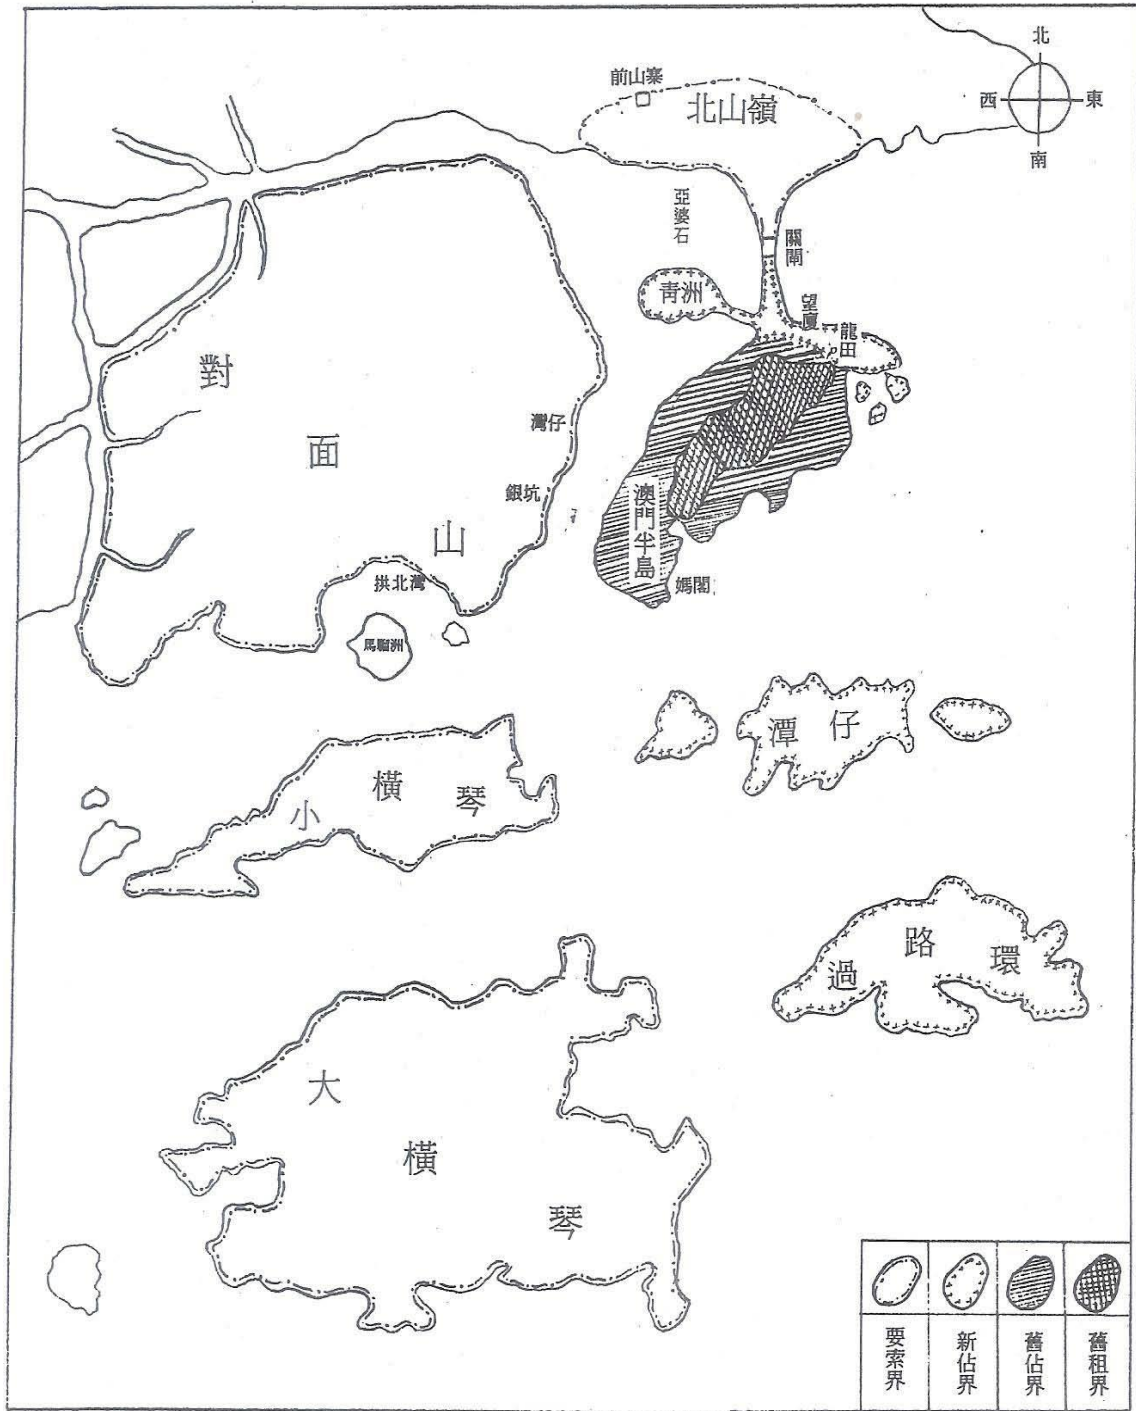 北
西 東
南
前山寨
北山嶺
亞婆石
關閘
青洲
望廈
龍田
對面山
灣仔
銀坑
澳門半島
媽閣
拱北灣
馬騮洲
潭仔
小橫琴
過路環
大橫琴
要索界
新佔界
舊佔界
舊租界